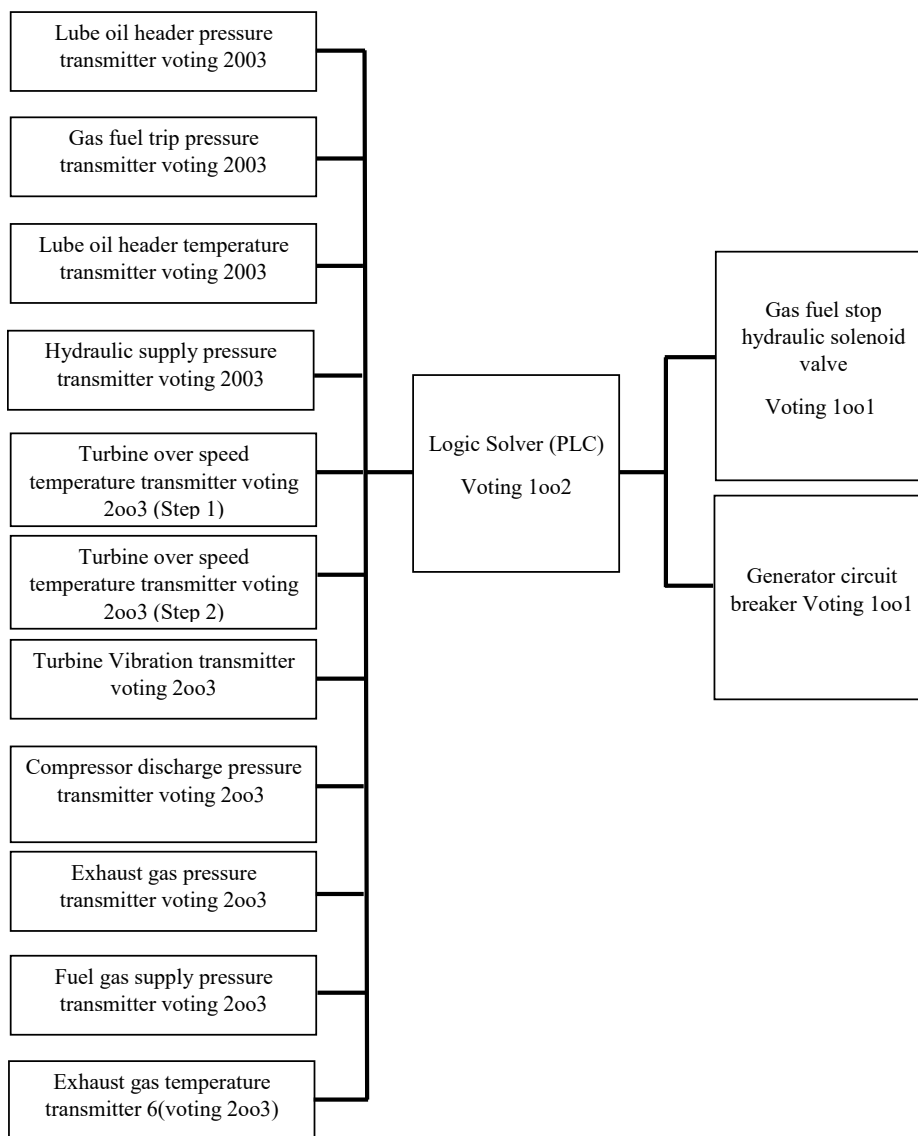 Lube oil header pressure
transmitter voting 2003
Gas fuel trip pressure
transmitter voting 2003
Lube oil header temperature
transmitter voting 2003
Hydraulic supply pressure
transmitter voting 2003
Turbine over speed
temperature transmitter voting
2oo3 (Step 1)
Turbine over speed
temperature transmitter voting
2oo3 (Step 2)
Turbine Vibration transmitter
voting 2oo3
Compressor discharge pressure
transmitter voting 2oo3
Exhaust gas pressure
transmitter voting 2oo3
Fuel gas supply pressure
transmitter voting 2oo3
Exhaust gas temperature
transmitter 6(voting 2oo3)
Logic Solver (PLC)
Voting 1oo2
Gas fuel stop
hydraulic solenoid
valve
Voting 1oo1
Generator circuit
breaker Voting 1oo1